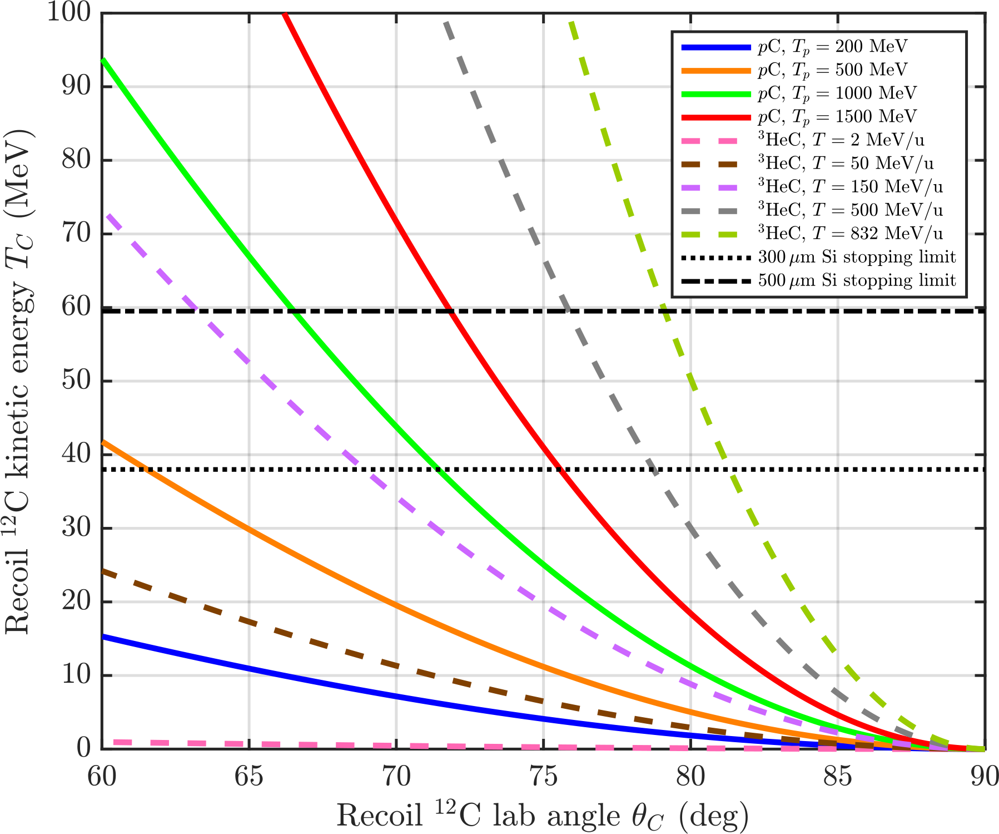 100
90
80
70
60
50
40
30
20
10
0
60 65 70 75 80 85 90
Recoil ¹²C kinetic energy T_C (MeV)
Recoil ¹²C lab angle θ_C (deg)
pC, T_p = 200 MeV
pC, T_p = 500 MeV
pC, T_p = 1000 MeV
pC, T_p = 1500 MeV
³HeC, T = 2 MeV/u
³HeC, T = 50 MeV/u
³HeC, T = 150 MeV/u
³HeC, T = 500 MeV/u
³HeC, T = 832 MeV/u
300 μm Si stopping limit
500 μm Si stopping limit